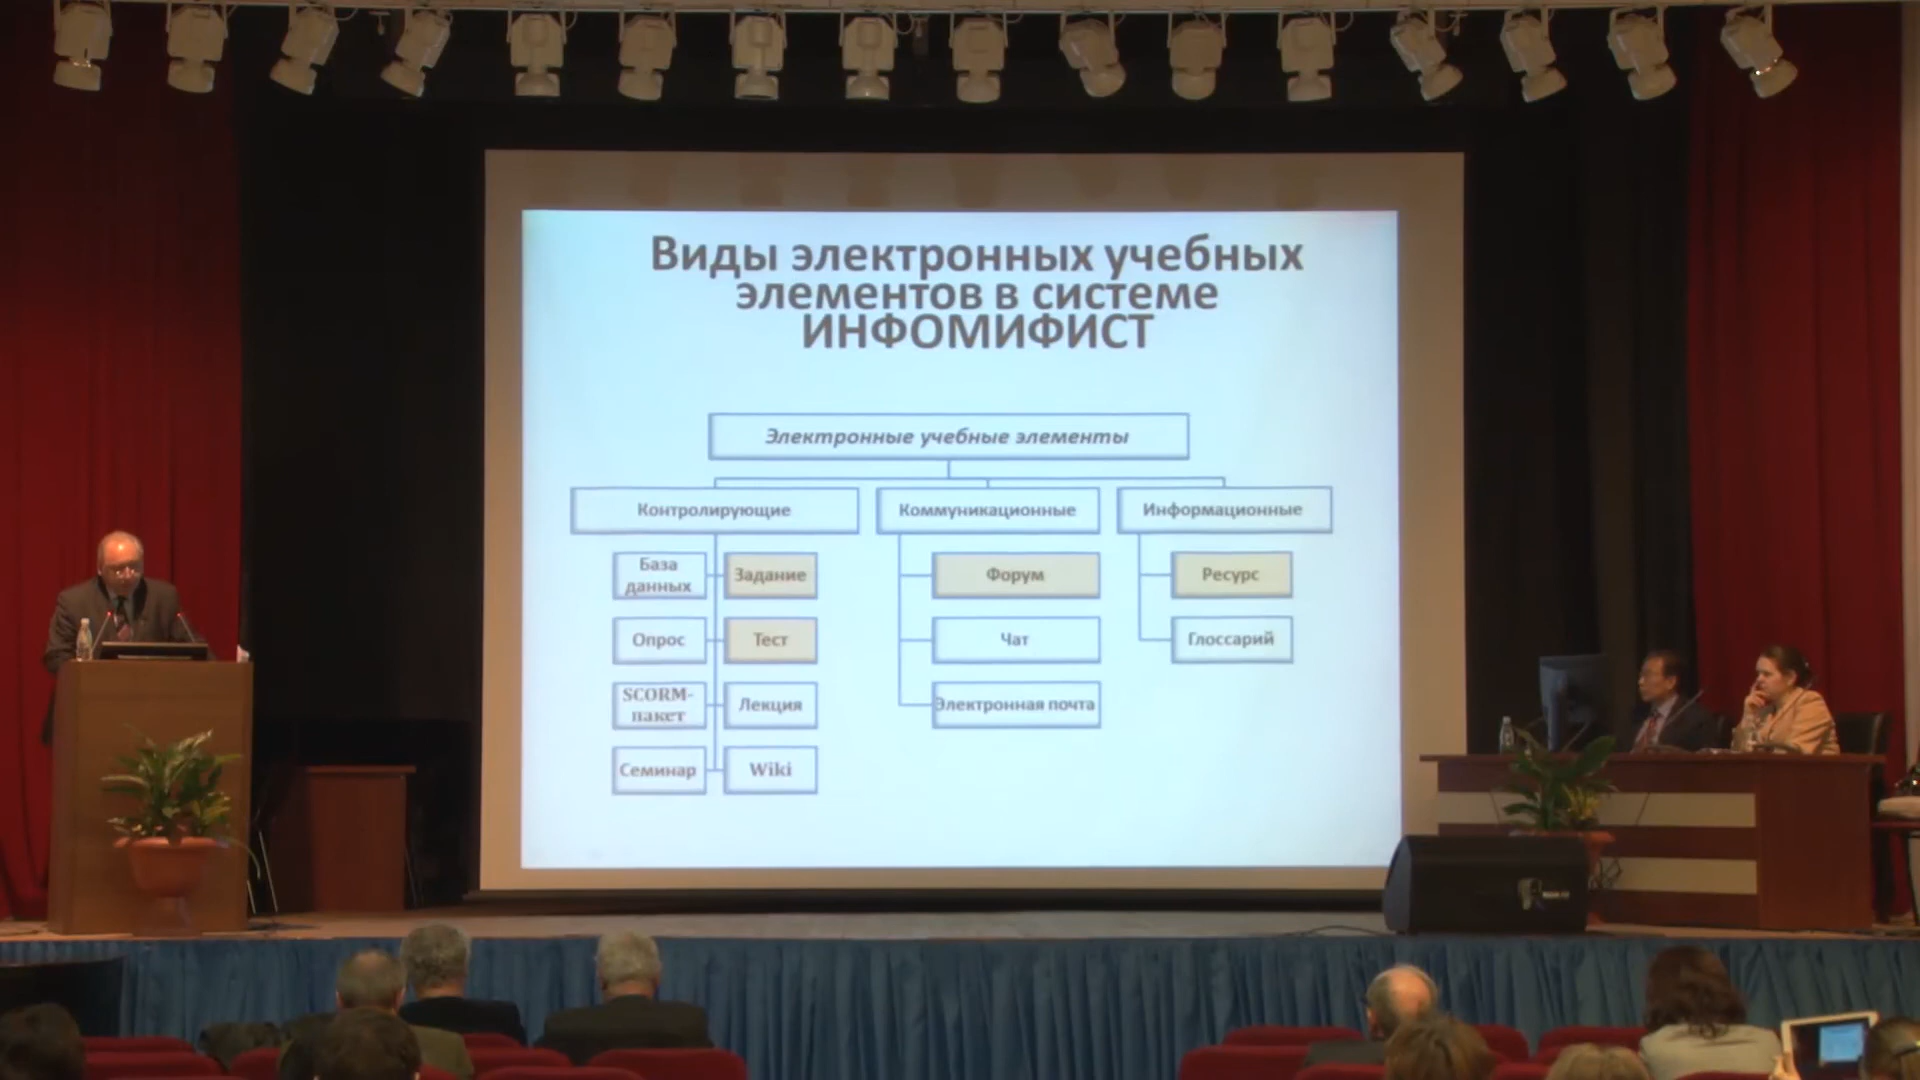 Виды электронных учебных
элементов в системе
ИНФОМИФИСТ
Электронные учебные элементы
Контролирующие
Коммуникационные
Информационные
База
данных
Задание
Форум
Ресурс
Опрос
Тест
Чат
Глоссарий
SCORM-
пакет
Лекция
Электронная почта
Семинар
Wiki